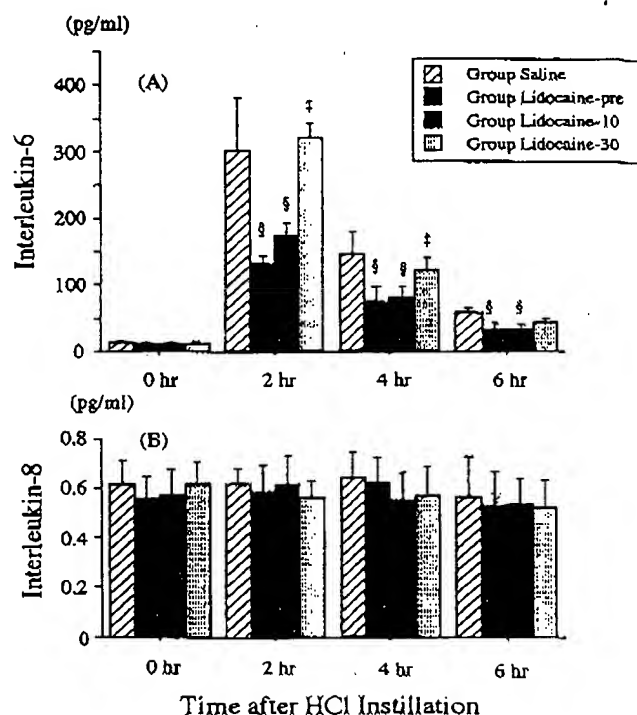 (pg/ml)
(A)
Interleukin-6
400
300
200
100
0
Group Saline
Group Lidocaine-pre
Group Lidocaine-10
Group Lidocaine-30
‡
§ §
§ § ‡
§ §
0 hr 2 hr 4 hr 6 hr
(pg/ml)
(B)
Interleukin-8
0.8
0.6
0.4
0.2
0
0 hr 2 hr 4 hr 6 hr
Time after HCl Instillation